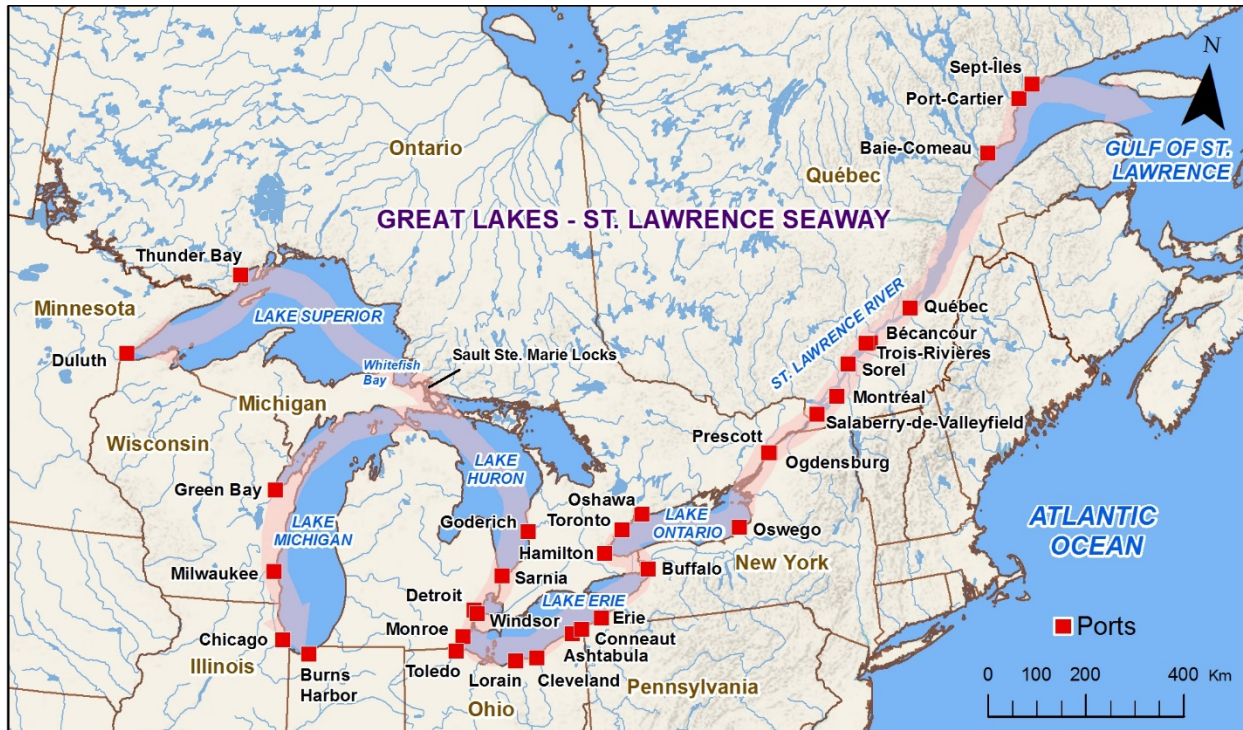 Sept-Îles
N
Port-Cartier
Ontario
Baie-Comeau
Québec
GULF OF ST.
LAWRENCE
GREAT LAKES - ST. LAWRENCE SEAWAY
Thunder Bay
Minnesota
LAKE SUPERIOR
ST. LAWRENCE RIVER
Québec
Duluth
Sault Ste. Marie Locks
Bécancour
Trois-Rivières
Whitefish
Bay
Sorel
Michigan
Montréal
Wisconsin
Salaberry-de-Valleyfield
Prescott
Ogdensburg
LAKE
HURON
Green Bay
Oshawa
LAKE
MICHIGAN
Goderich
Toronto
LAKE
ONTARIO
Oswego
ATLANTIC
OCEAN
Hamilton
New York
Milwaukee
Sarnia
Buffalo
Detroit
LAKE ERIE
Windsor
Erie
Monroe
Conneaut
Ports
Chicago
Ashtabula
Illinois
Toledo
Burns
Harbor
Lorain
Cleveland
Pennsylvania
Ohio
0 100 200 400 Km